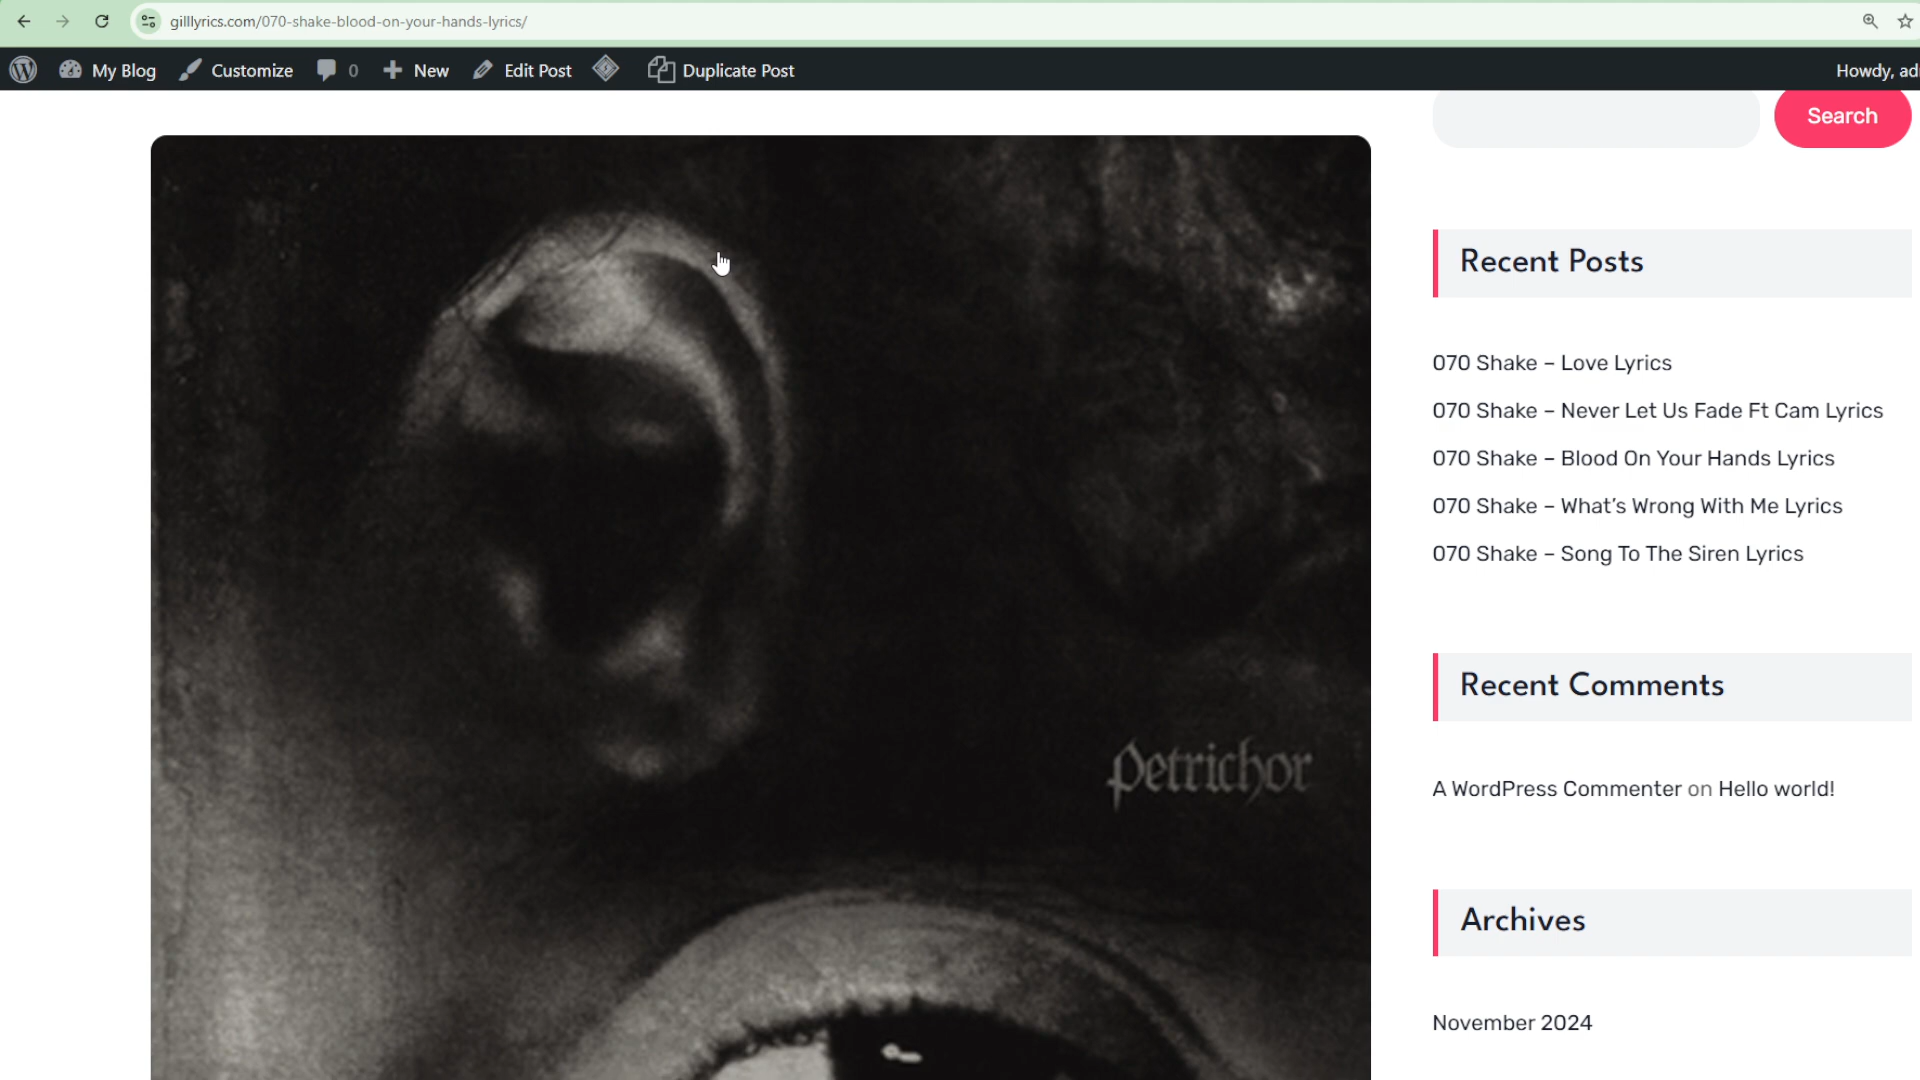 gilllyrics.com/070-shake-blood-on-your-hands-lyrics/
My Blog
Customize
0
New
Edit Post
Duplicate Post
Howdy, ad
Search
Recent Posts
070 Shake – Love Lyrics
070 Shake – Never Let Us Fade Ft Cam Lyrics
070 Shake – Blood On Your Hands Lyrics
070 Shake – What’s Wrong With Me Lyrics
070 Shake – Song To The Siren Lyrics
petrichor
Recent Comments
A WordPress Commenter on Hello world!
Archives
November 2024